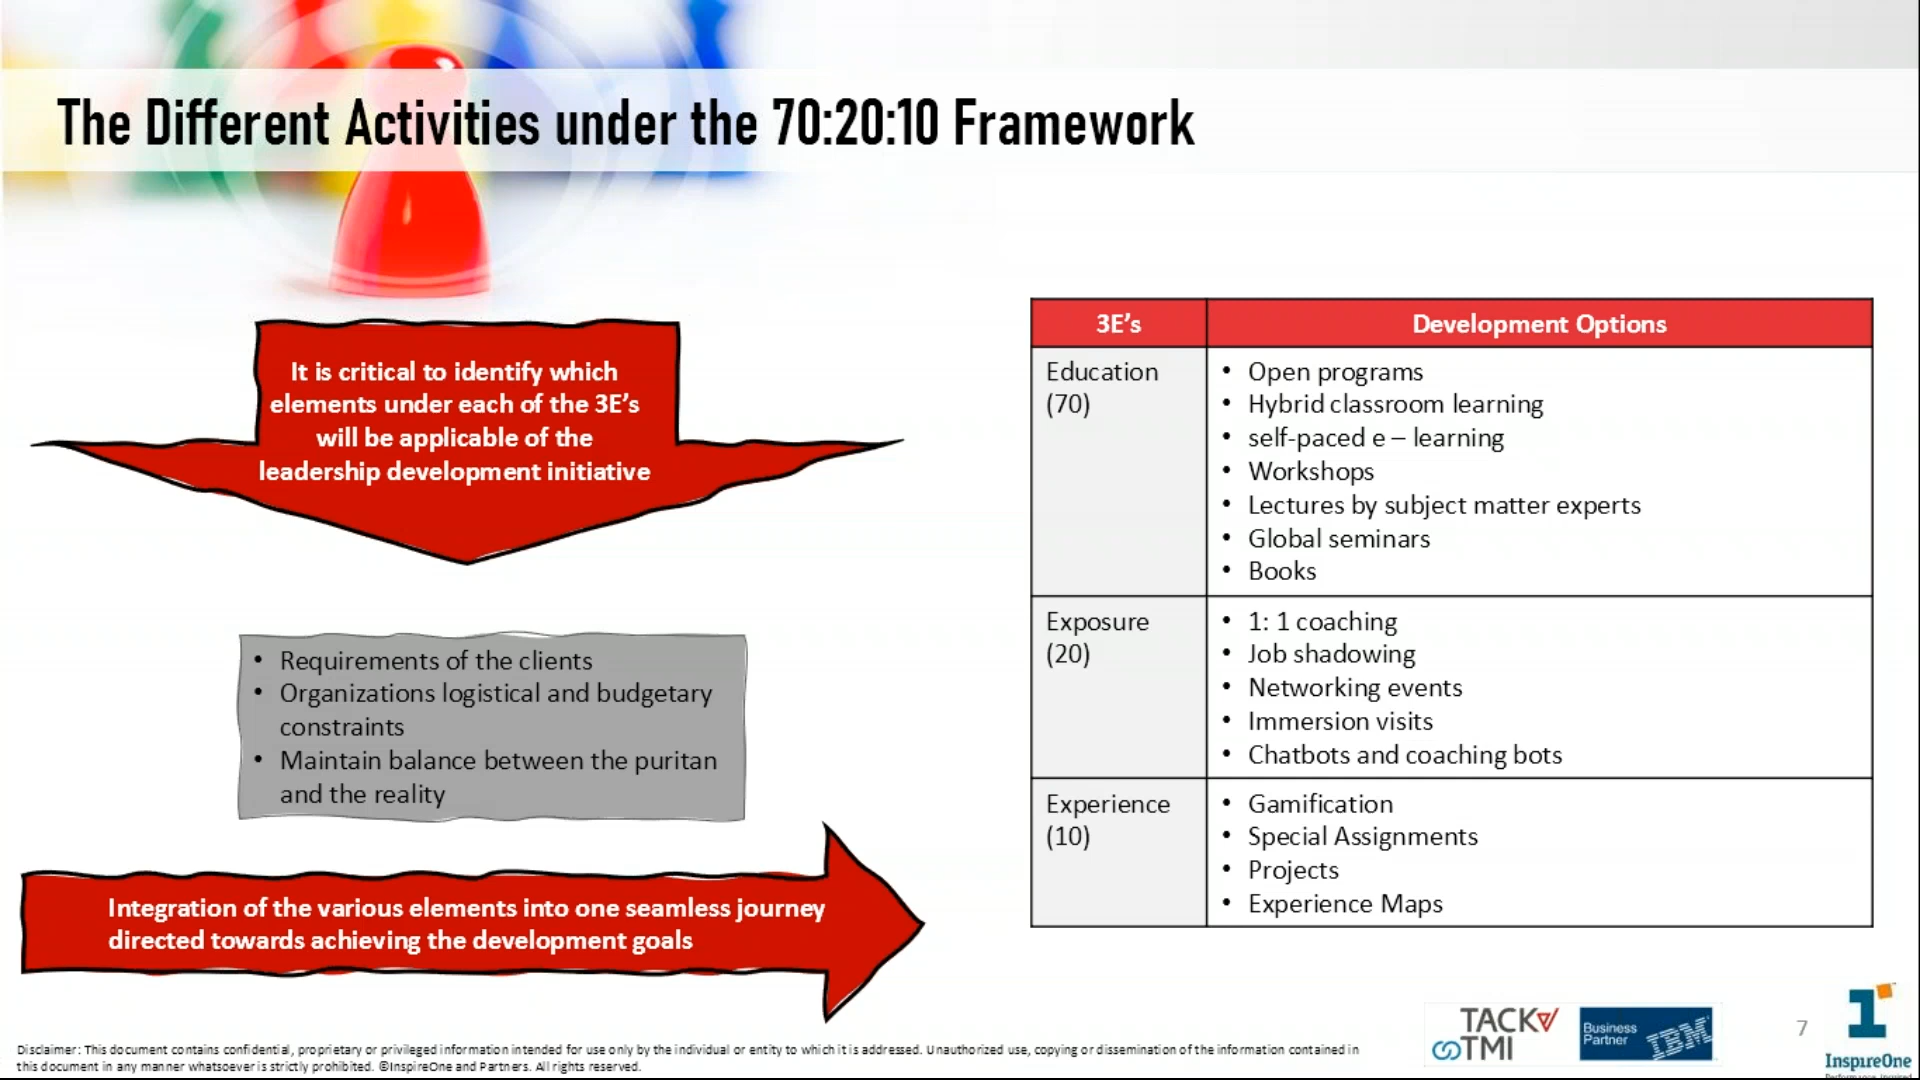 The Different Activities under the 70:20:10 Framework
It is critical to identify which
elements under each of the 3E's
will be applicable of the
leadership development initiative
• Requirements of the clients
• Organizations logistical and budgetary
constraints
• Maintain balance between the puritan
and the reality
Integration of the various elements into one seamless journey
directed towards achieving the development goals
3E's Development Options
Education
(70)
• Open programs
• Hybrid classroom learning
• self-paced e – learning
• Workshops
• Lectures by subject matter experts
• Global seminars
• Books
Exposure
(20)
• 1: 1 coaching
• Job shadowing
• Networking events
• Immersion visits
• Chatbots and coaching bots
Experience
(10)
• Gamification
• Special Assignments
• Projects
• Experience Maps
Disclaimer: This document contains confidential, proprietary or privileged information intended for use only by the individual or entity to which it is addressed. Unauthorized use, copying or dissemination of the information contained in
this document in any manner whatsoever is strictly prohibited. ©InspireOne and Partners. All rights reserved.
TACK
TMI
Business
Partner
IBM
7
1
InspireOne